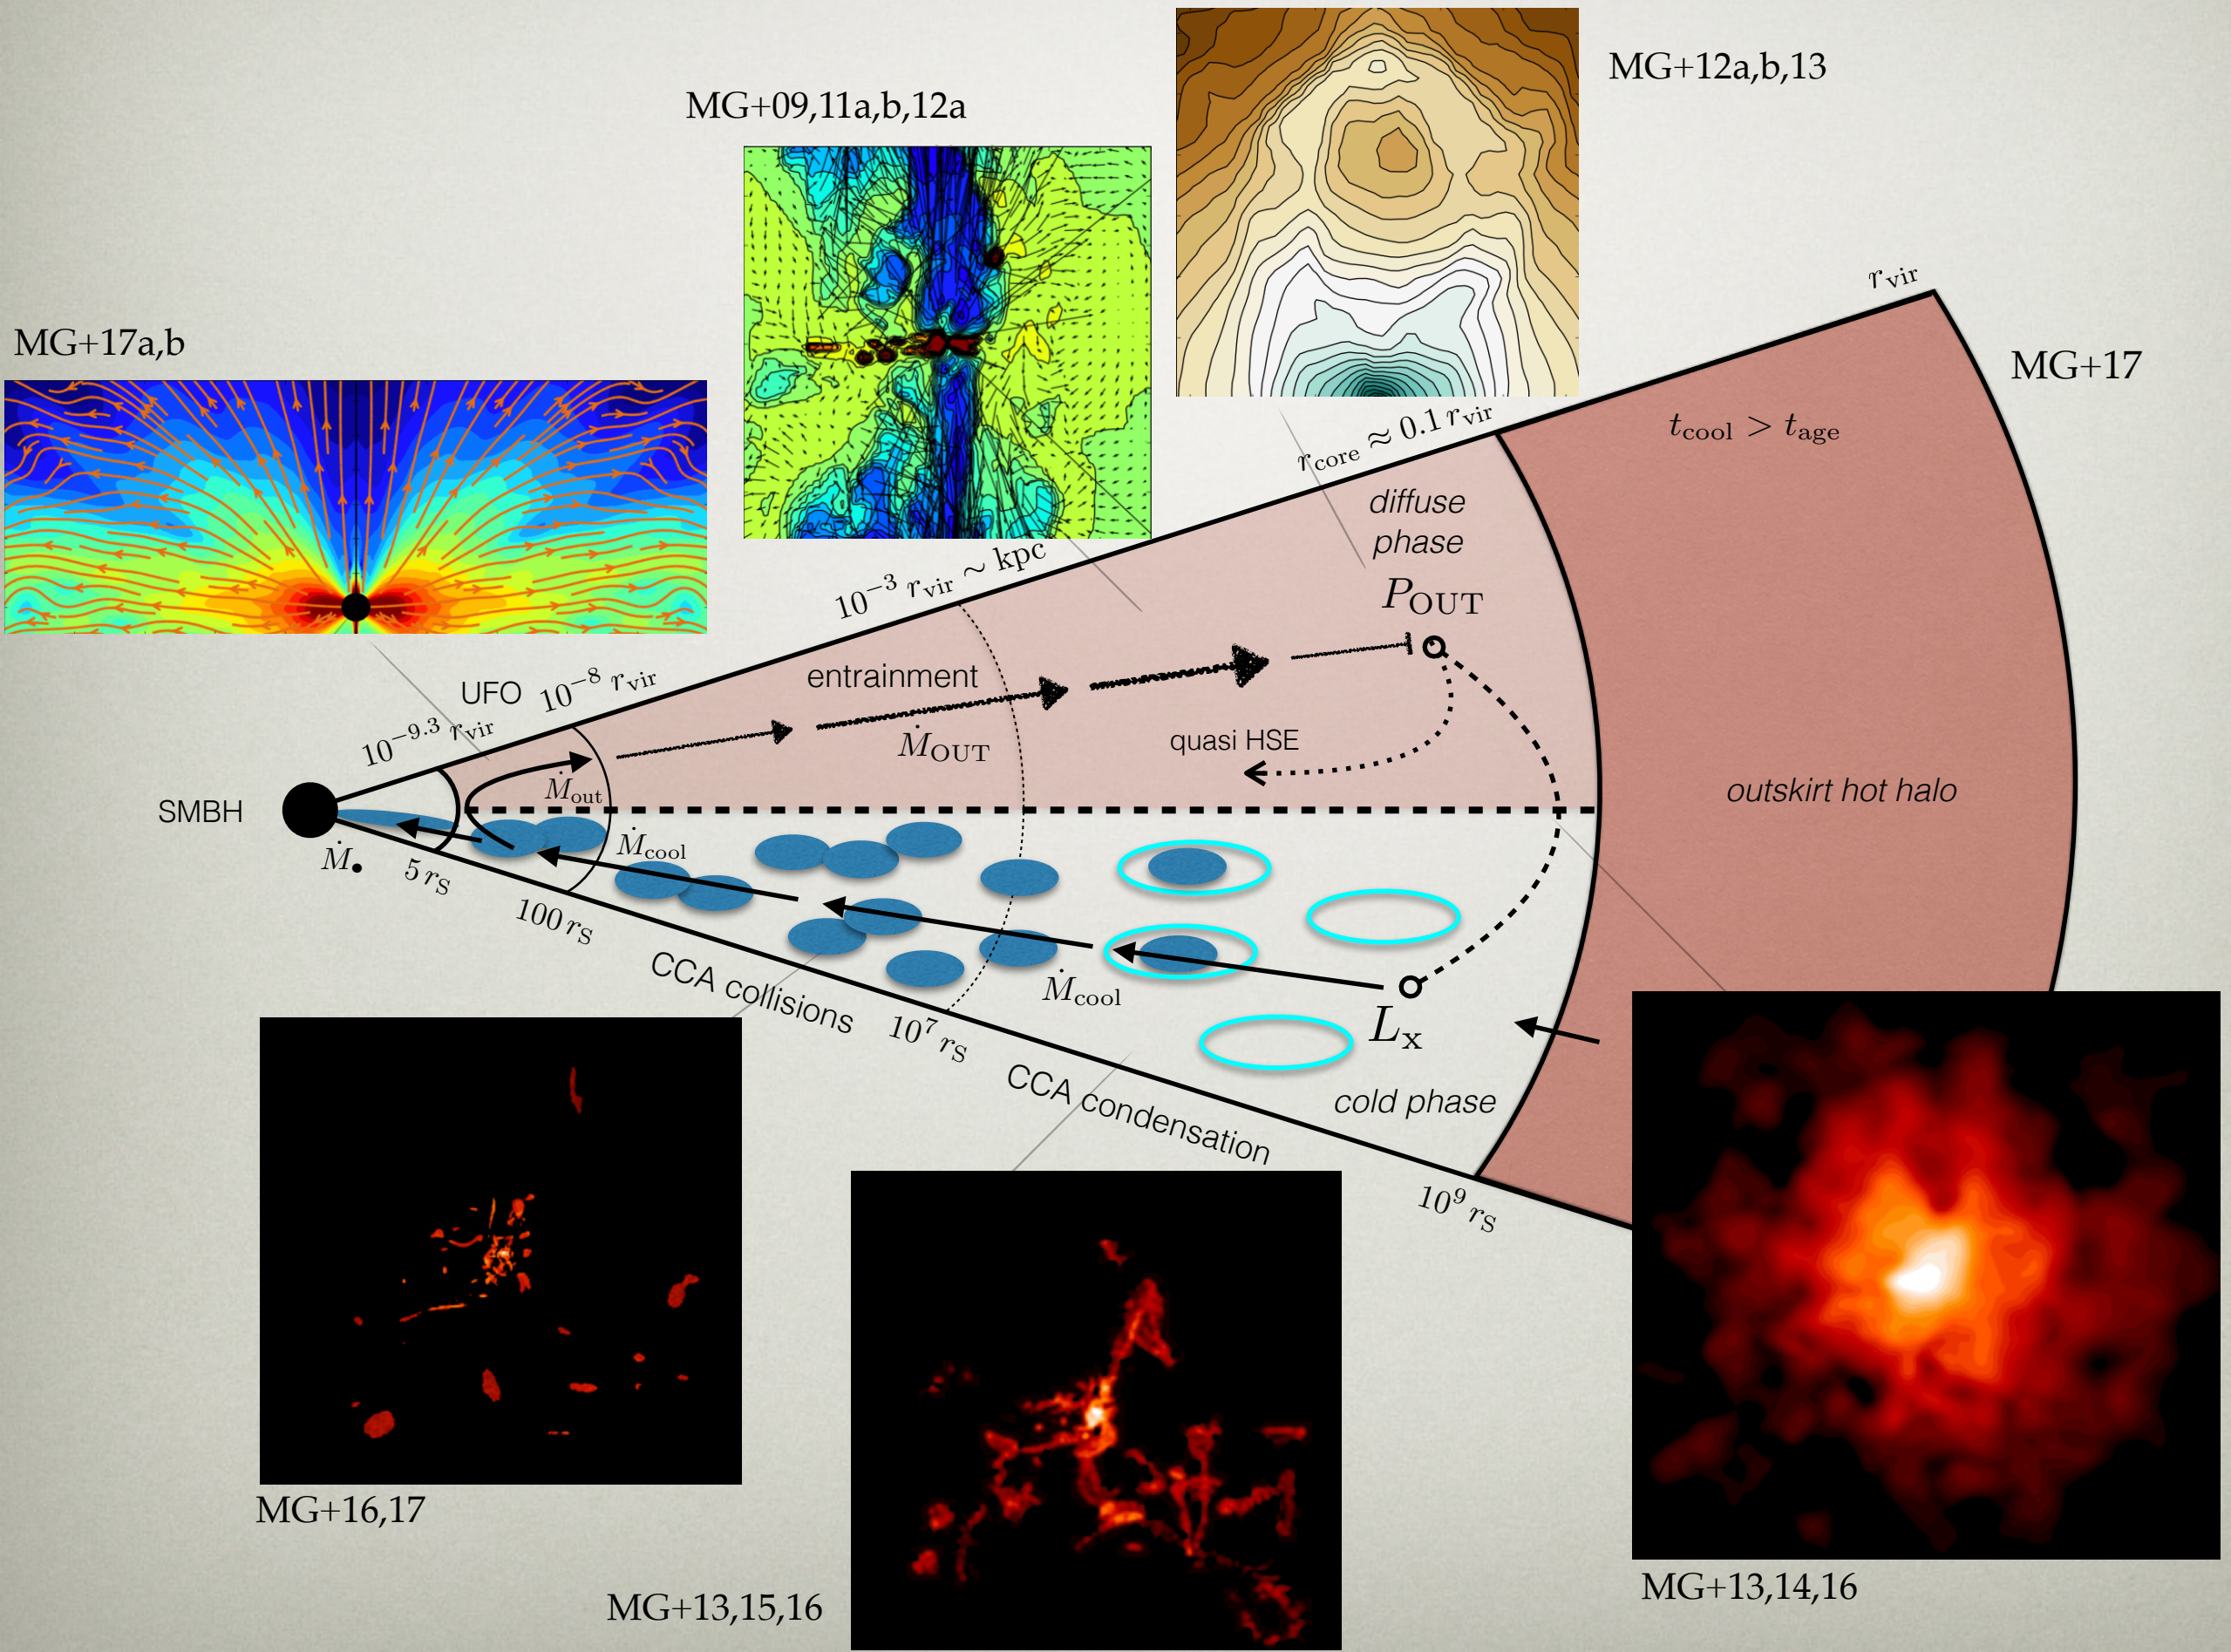 MG+12a,b,13
MG+09,11a,b,12a
r_vir
MG+17a,b
MG+17
r_core ≈ 0.1 r_vir
t_cool > t_age
diffuse
phase
10^−3 r_vir ∼ kpc
P_OUT
UFO
10^−8 r_vir
entrainment
10^−9.3 r_vir
Ṁ_OUT
quasi HSE
Ṁ_out
outskirt hot halo
SMBH
Ṁ_cool
Ṁ_•
5 r_S
100 r_S
CCA collisions
Ṁ_cool
10^7 r_S
L_x
CCA condensation
cold phase
10^9 r_S
MG+16,17
MG+13,15,16
MG+13,14,16